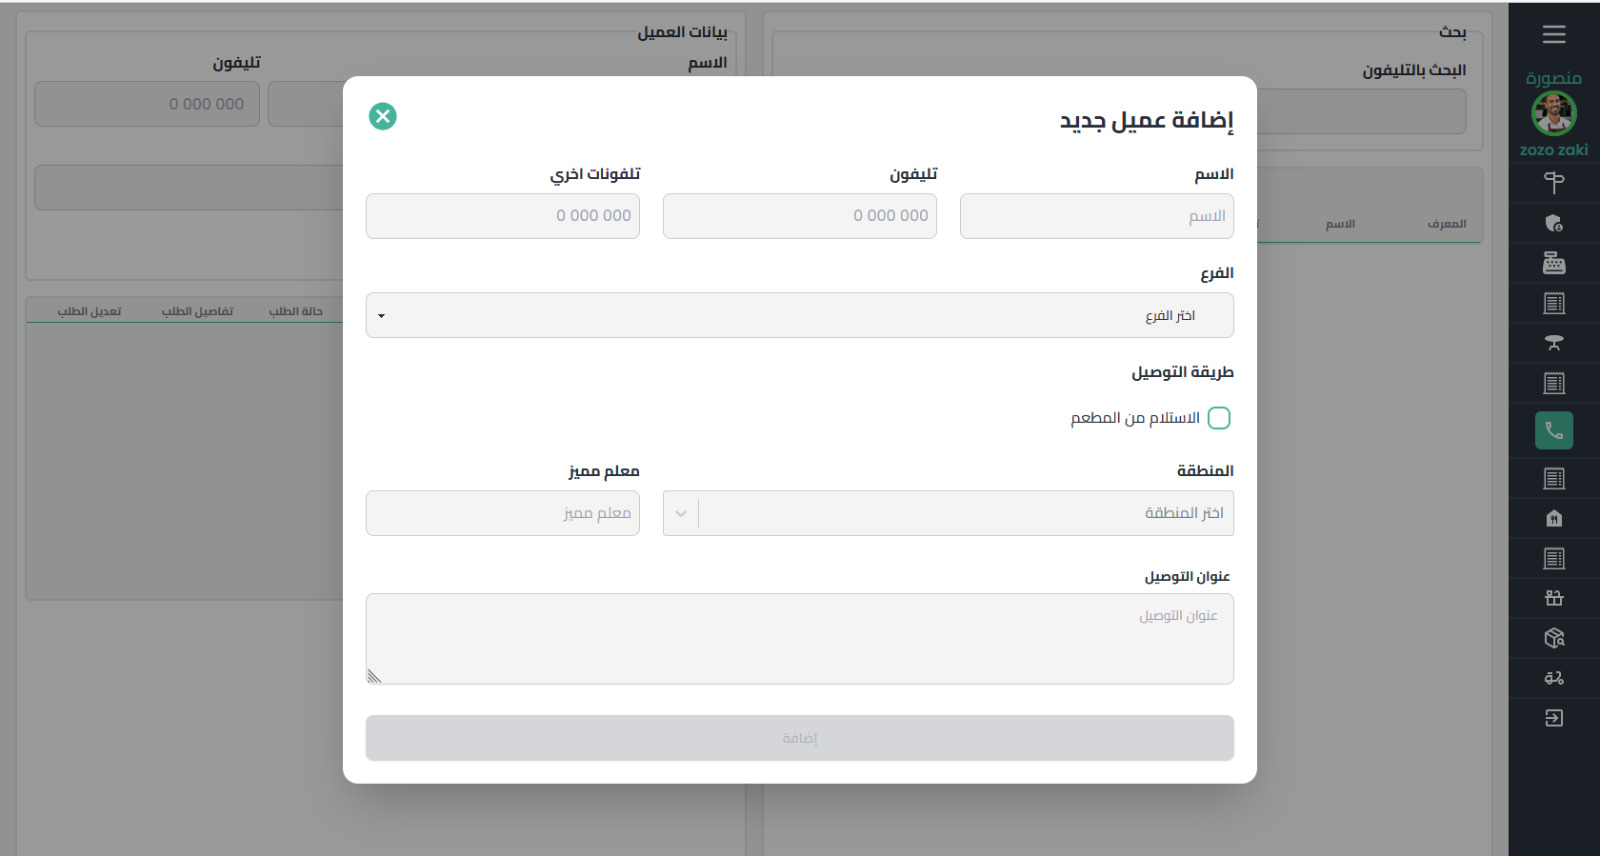 منصورة
zozo zaki
بحث
البحث بالتليفون
المعرف
الاسم
بيانات العميل
الاسم
تليفون
0 000 000
حالة الطلب
تفاصيل الطلب
تعديل الطلب
إضافة عميل جديد
الاسم
تليفون
تلفونات اخري
الاسم
0 000 000
0 000 000
الفرع
اختر الفرع
طريقة التوصيل
الاستلام من المطعم
المنطقة
معلم مميز
اختر المنطقة
معلم مميز
عنوان التوصيل
عنوان التوصيل
إضافة